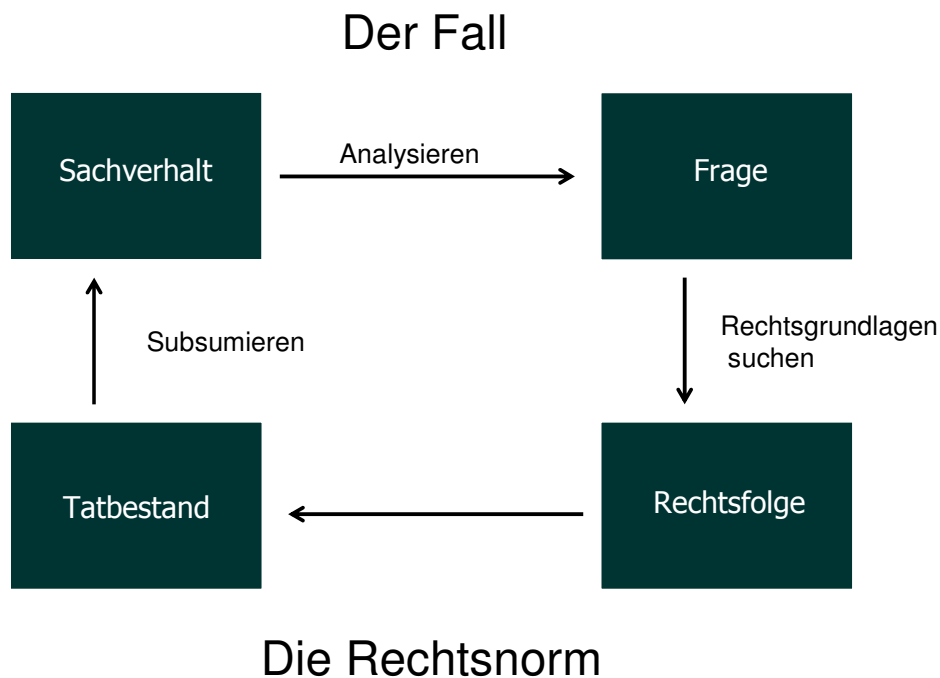 Der Fall
Sachverhalt
Analysieren
Frage
Subsumieren
Rechtsgrundlagen
suchen
Tatbestand
Rechtsfolge
Die Rechtsnorm